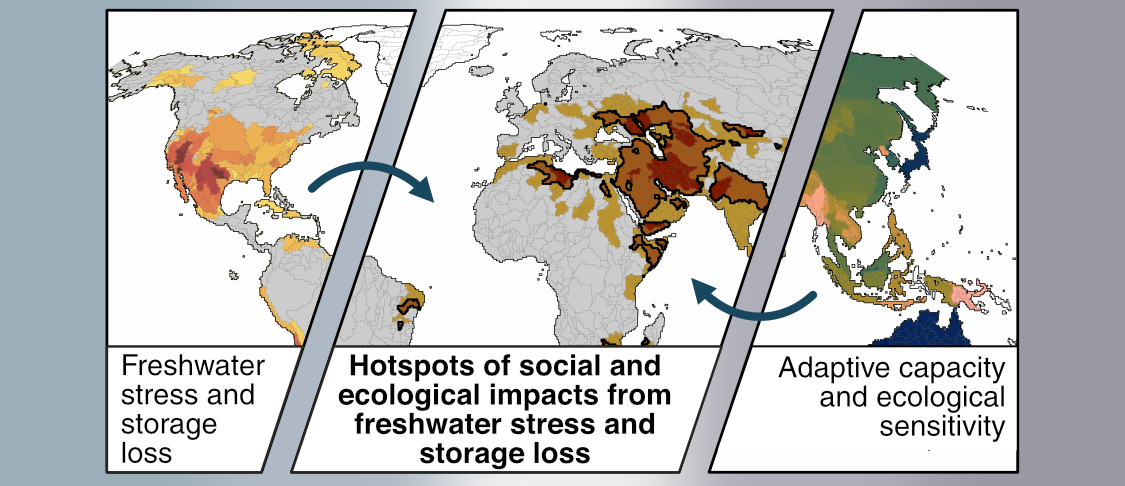 Freshwater
stress and
storage
loss
Hotspots of social and
ecological impacts from
freshwater stress and
storage loss
Adaptive capacity
and ecological
sensitivity